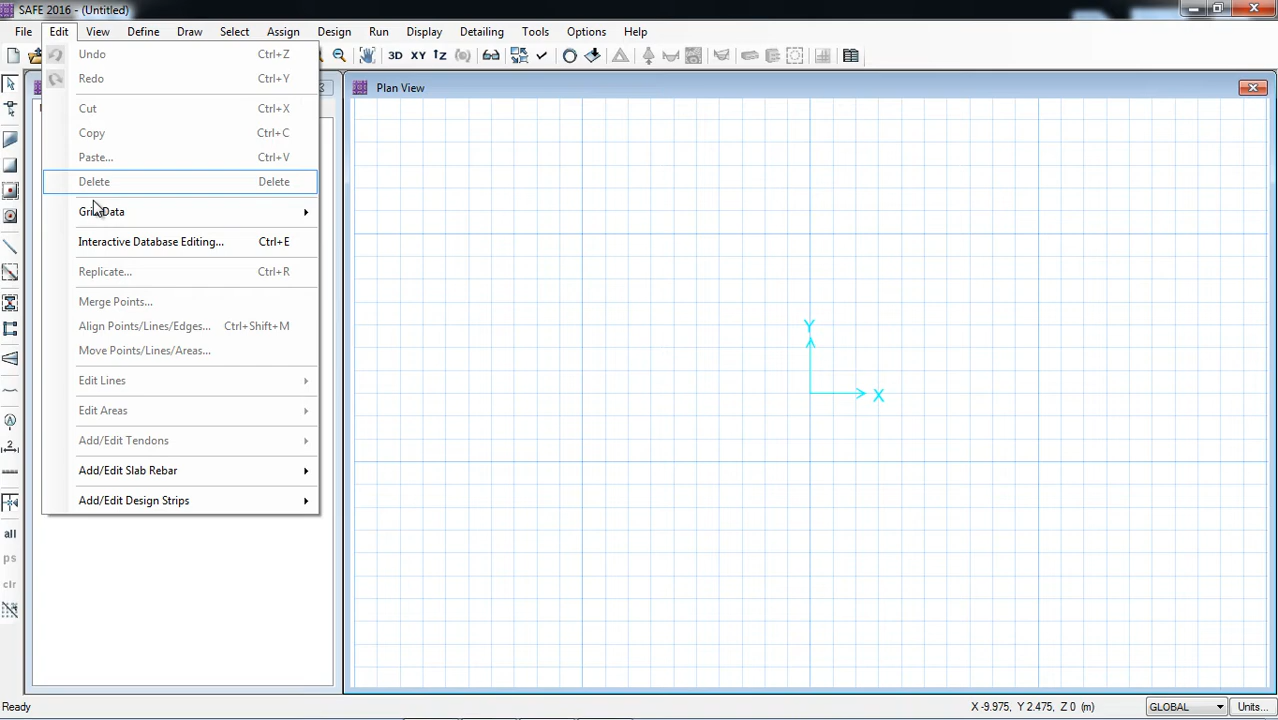 SAFE 2016 - (Untitled)
File Edit View Define Draw Select Assign Design Run Display Detailing Tools Options Help
3D XY
Undo Ctrl+Z
Redo Ctrl+Y
Cut Ctrl+X
Copy Ctrl+C
Paste... Ctrl+V
Delete Delete
Grid Data
Interactive Database Editing... Ctrl+E
Replicate... Ctrl+R
Merge Points...
Align Points/Lines/Edges... Ctrl+Shift+M
Move Points/Lines/Areas...
Edit Lines
Edit Areas
Add/Edit Tendons
Add/Edit Slab Rebar
Add/Edit Design Strips
all
ps
clr
Plan View
Y
X
Ready
X -9.975, Y 2.475, Z 0 (m)
GLOBAL
Units...